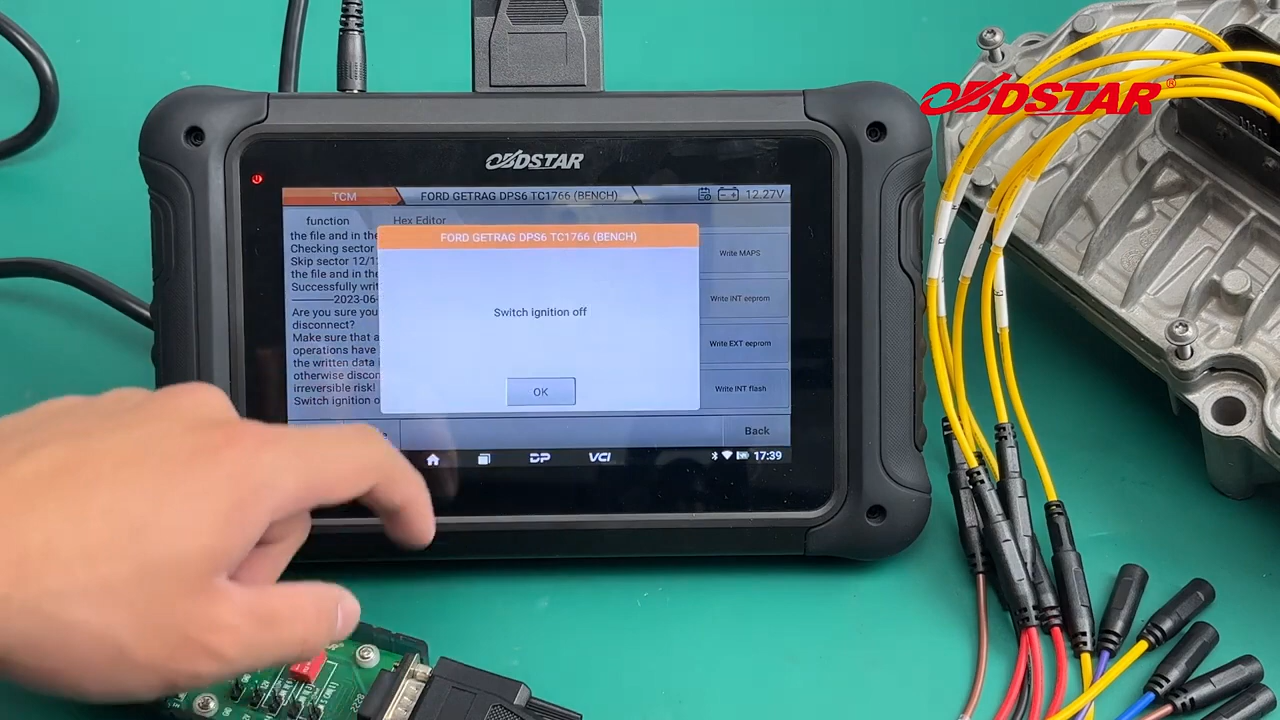 OBDSTAR®
OBDSTAR
TCM
FORD GETRAG DPS6 TC1766 (BENCH)
12.27V
function
Hex Editor
the file and in the
Checking sector
Skip sector 12/1
the file and in the
Successfully writ
2023-06-
Are you sure you
disconnect?
Make sure that a
operations have
the written data
otherwise discon
irreversible risk!
Switch ignition o
FORD GETRAG DPS6 TC1766 (BENCH)
Switch ignition off
OK
Write MAPS
Write INT eeprom
Write EXT eeprom
Write INT flash
Back
DP
VCI
17:39